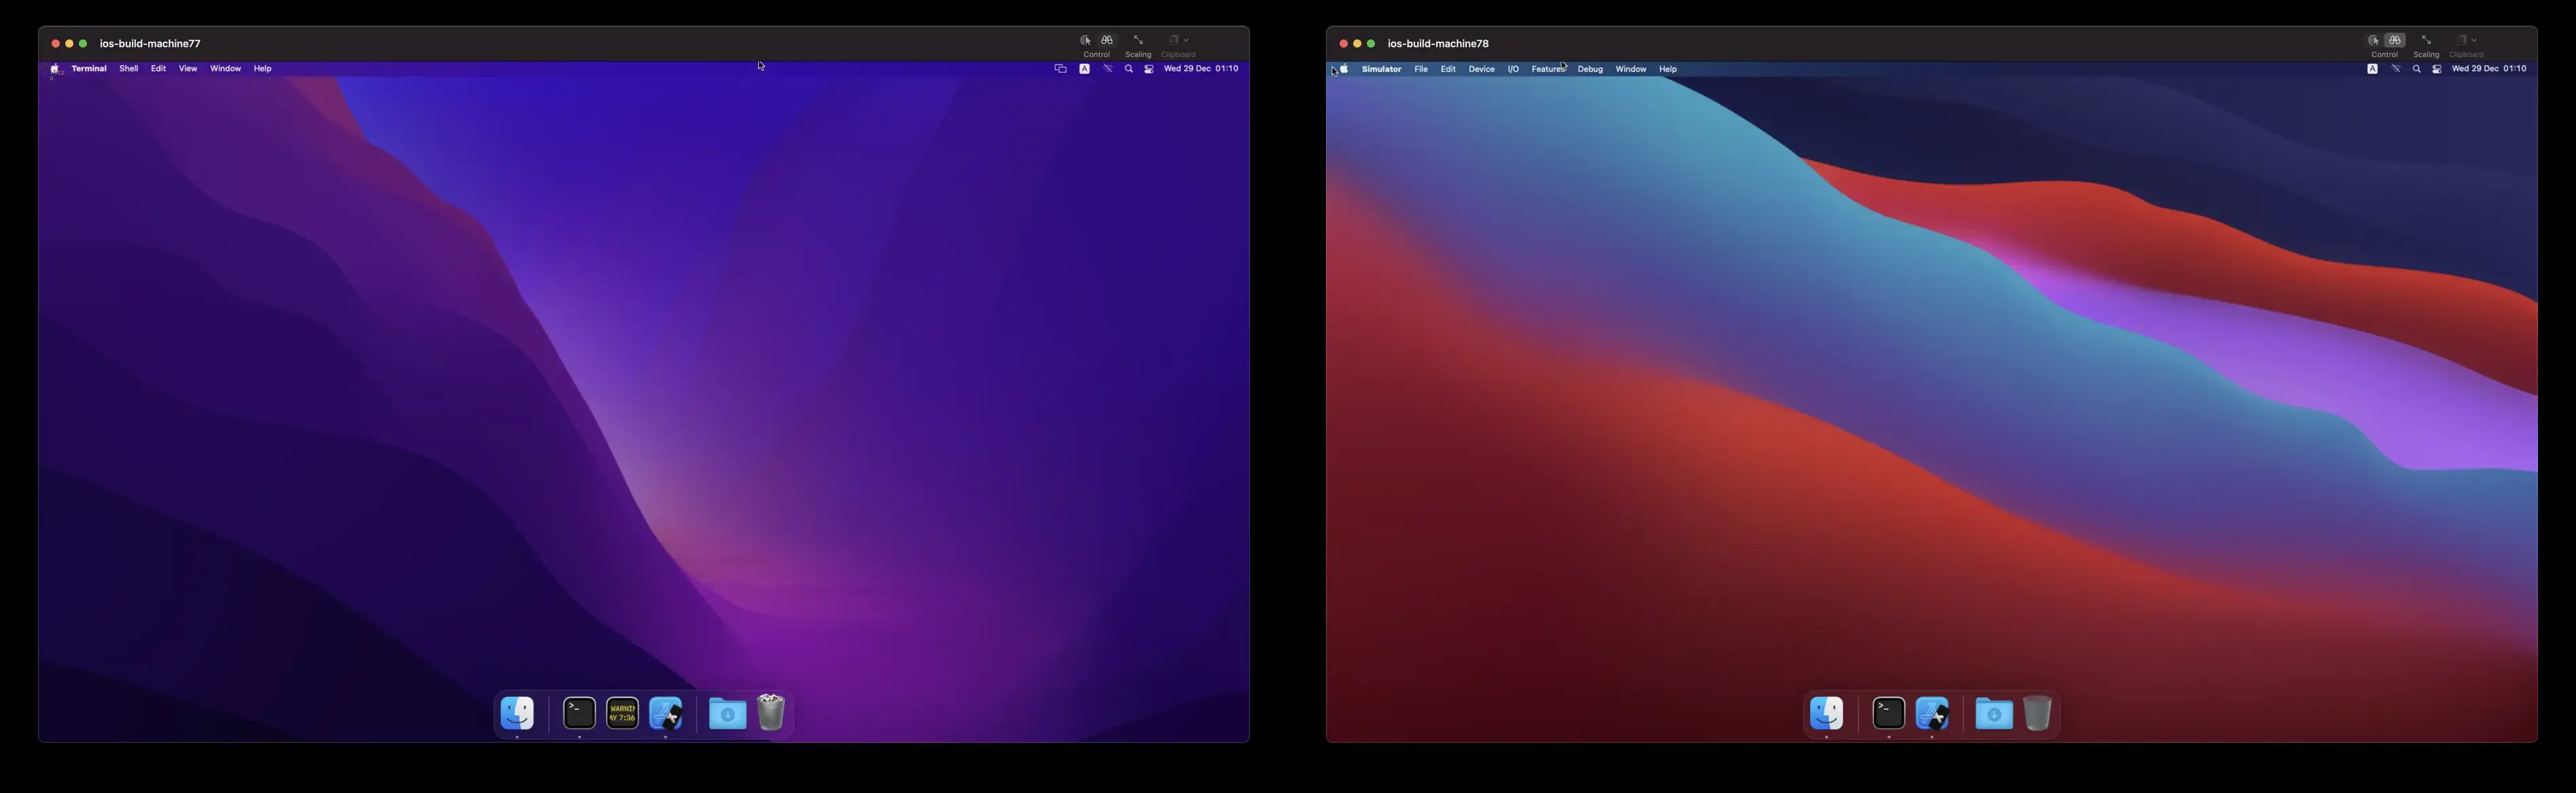 ios-build-machine77
Control Scaling Clipboard
Terminal Shell Edit View Window Help
A Wed 29 Dec 01:10
WARNIN
AY 7:36
ios-build-machine78
Control Scaling Clipboard
Simulator File Edit Device I/O Features Debug Window Help
A Wed 29 Dec 01:10